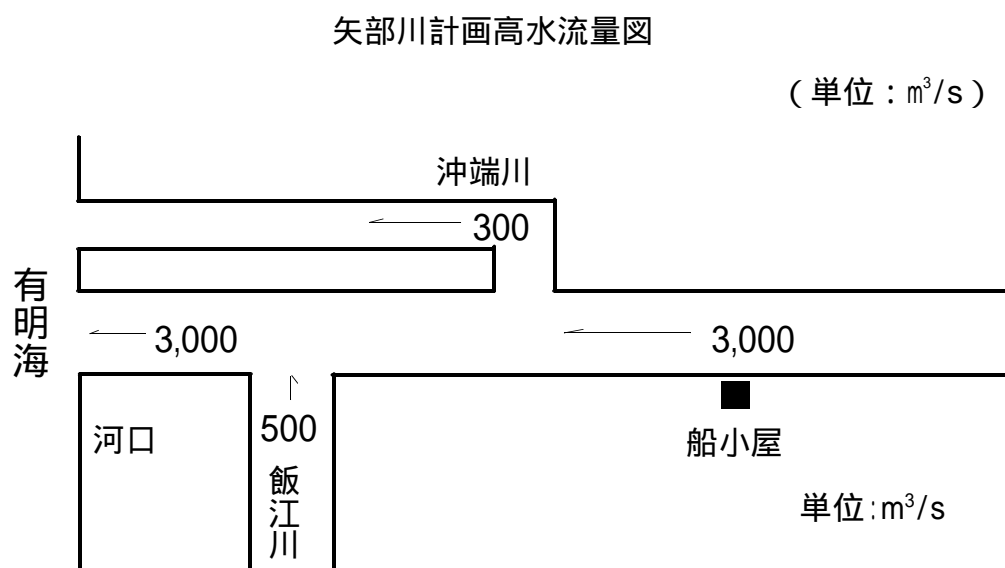 矢部川計画高水流量図
（単位：㎥/s）
沖端川
300
有明海
3,000
3,000
河口
500
船小屋
飯江川
単位:m³/s